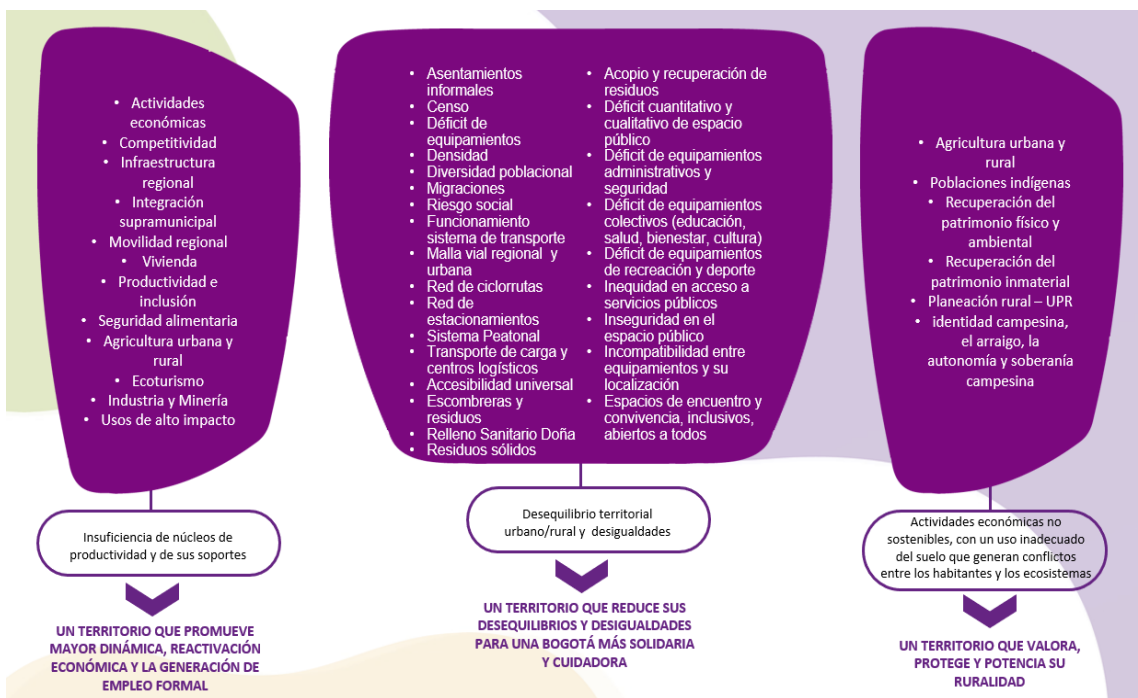 • Actividades
económicas
• Competitividad
• Infraestructura
regional
• Integración
supramunicipal
• Movilidad regional
• Vivienda
• Productividad e
inclusión
• Seguridad alimentaria
• Agricultura urbana y
rural
• Ecoturismo
• Industria y Minería
• Usos de alto impacto
Insuficiencia de núcleos de
productividad y de sus soportes
UN TERRITORIO QUE PROMUEVE
MAYOR DINÁMICA, REACTIVACIÓN
ECONÓMICA Y LA GENERACIÓN DE
EMPLEO FORMAL
• Asentamientos
informales
• Censo
• Déficit de
equipamientos
• Densidad
• Diversidad poblacional
• Migraciones
• Riesgo social
• Funcionamiento
sistema de transporte
• Malla vial regional y
urbana
• Red de ciclorrutas
• Red de
estacionamientos
• Sistema Peatonal
• Transporte de carga y
centros logísticos
• Accesibilidad universal
• Escombreras y
residuos
• Relleno Sanitario Doña
• Residuos sólidos
• Acopio y recuperación de
residuos
• Déficit cuantitativo y
cualitativo de espacio
público
• Déficit de equipamientos
administrativos y
seguridad
• Déficit de equipamientos
colectivos (educación,
salud, bienestar, cultura)
• Déficit de equipamientos
de recreación y deporte
• Inequidad en acceso a
servicios públicos
• Inseguridad en el
espacio público
• Incompatibilidad entre
equipamientos y su
localización
• Espacios de encuentro y
convivencia, inclusivos,
abiertos a todos
Desequilibrio territorial
urbano/rural y desigualdades
UN TERRITORIO QUE REDUCE SUS
DESEQUILIBRIOS Y DESIGUALDADES
PARA UNA BOGOTÁ MÁS SOLIDARIA
Y CUIDADORA
• Agricultura urbana y
rural
• Poblaciones indígenas
• Recuperación del
patrimonio físico y
ambiental
• Recuperación del
patrimonio inmaterial
• Planeación rural – UPR
• identidad campesina,
el arraigo, la
autonomía y soberanía
campesina
Actividades económicas no
sostenibles, con un uso inadecuado
del suelo que generan conflictos
entre los habitantes y los ecosistemas
UN TERRITORIO QUE VALORA,
PROTEGE Y POTENCIA SU
RURALIDAD